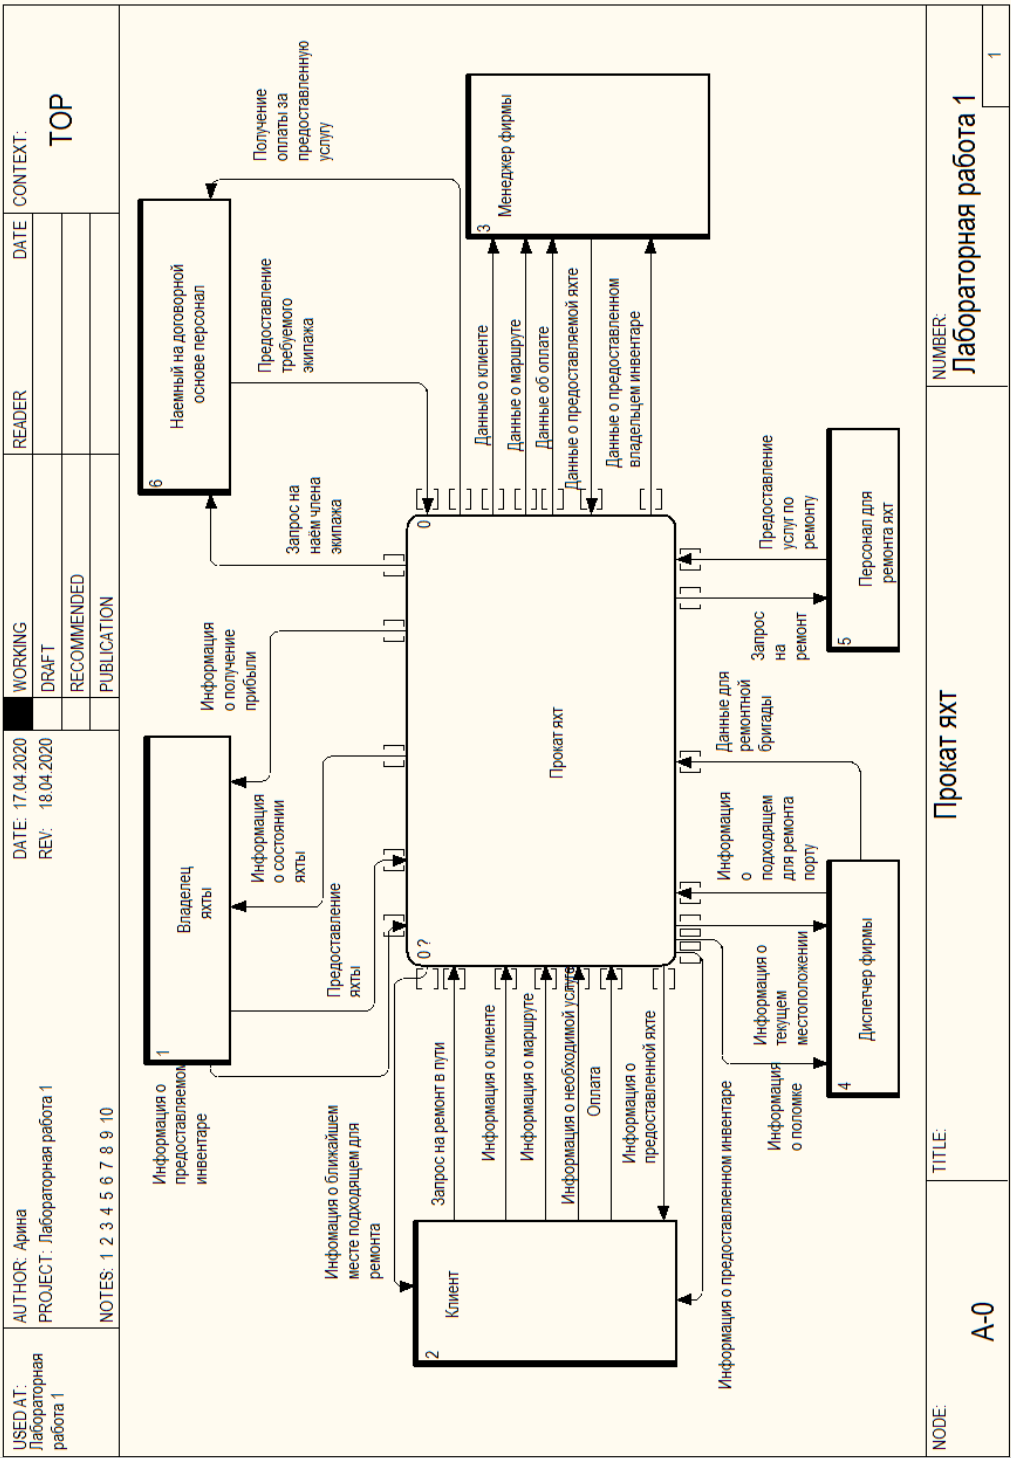 USED AT:
Лабораторная
работа 1
AUTHOR: Арина
PROJECT: Лабораторная работа 1
NOTES: 1 2 3 4 5 6 7 8 9 10
DATE: 17.04.2020
REV: 18.04.2020
WORKING
DRAFT
RECOMMENDED
PUBLICATION
READER
DATE
CONTEXT:
TOP
1
Владелец
яхты
6
Наемный на договорной
основе персонал
Информация о
предоставляемом
инвентаре
Предоставление
яхты
Информация
о состоянии
яхты
Информация
о получение
прибыли
Запрос на
наём члена
экипажа
Предоставление
требуемого
экипажа
Получение
оплаты за
предоставленную
услугу
Инфомация о ближайшем
месте подходящем для
ремонта
2
Клиент
Запрос на ремонт в пути
Информация о клиенте
Информация о маршруте
Информация о необходимой услуге
Оплата
Информация о
предоставленной яхте
Информация о предоставленном инвентаре
0 ?
0
Прокат яхт
Данные о клиенте
Данные о маршруте
Данные об оплате
Данные о предоставляемой яхте
Данные о предоставленном
владельцем инвентаре
3
Менеджер фирмы
Информация
о поломке
Информация о
текущем
местоположении
Информация
о
подходящем
для ремонта
порту
Данные для
ремонтной
бригады
Запрос
на
ремонт
Предоставление
услуг по
ремонту
4
Диспетчер фирмы
5
Персонал для
ремонта яхт
NODE:
A-0
TITLE:
Прокат яхт
NUMBER:
Лабораторная работа 1
1